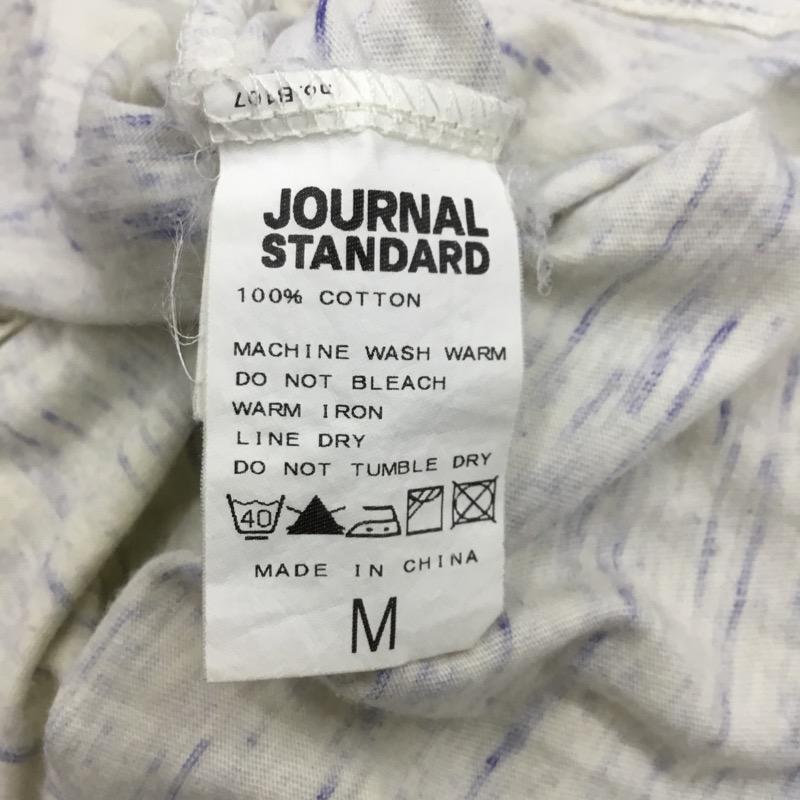 JOURNAL
STANDARD
100% COTTON
MACHINE WASH WARM
DO NOT BLEACH
WARM IRON
LINE DRY
DO NOT TUMBLE DRY
40
MADE IN CHINA
M